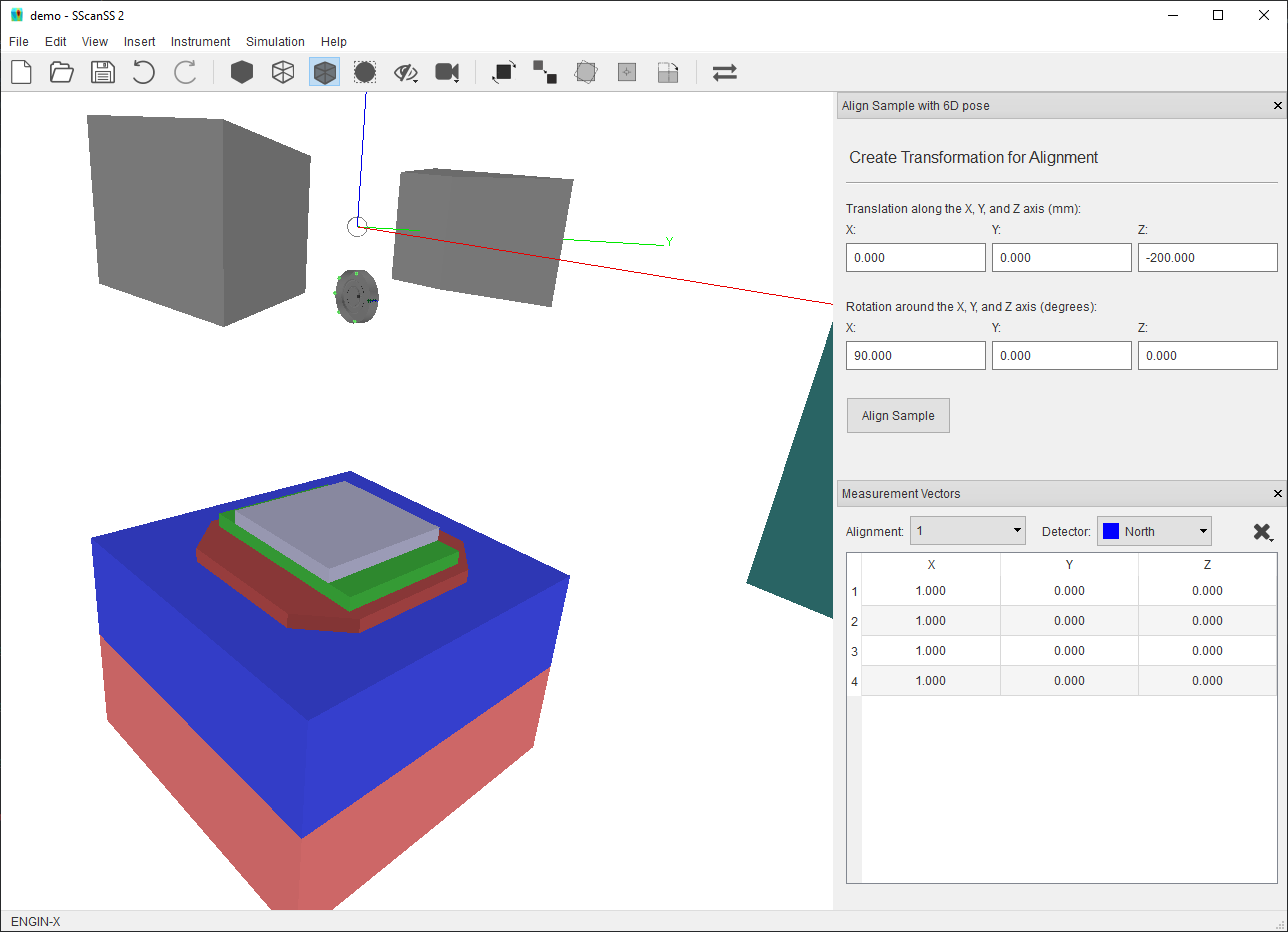 demo - SScanSS 2
File Edit View Insert Instrument Simulation Help
Align Sample with 6D pose
Create Transformation for Alignment
Translation along the X, Y, and Z axis (mm):
X: Y: Z:
0.000 0.000 -200.000
Rotation around the X, Y, and Z axis (degrees):
X: Y: Z:
90.000 0.000 0.000
Align Sample
Y
Measurement Vectors
Alignment: 1 Detector: North
X Y Z
1 1.000 0.000 0.000
2 1.000 0.000 0.000
3 1.000 0.000 0.000
4 1.000 0.000 0.000
ENGIN-X